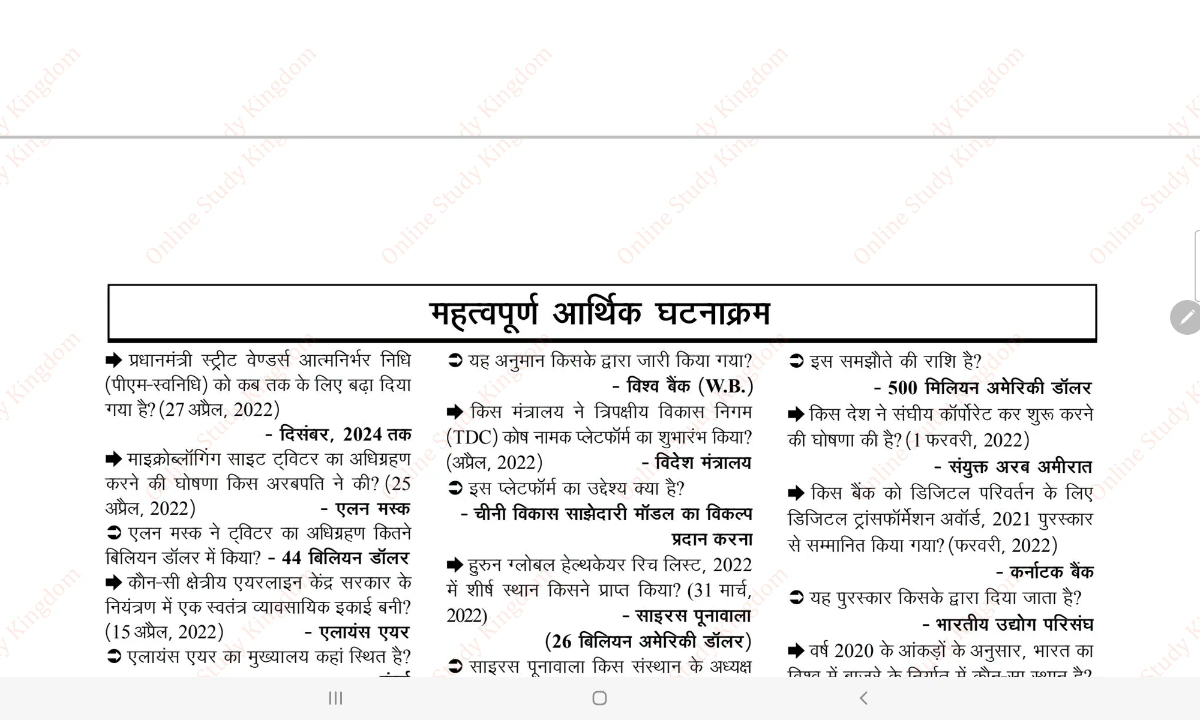 महत्वपूर्ण आर्थिक घटनाक्रम
➡ प्रधानमंत्री स्ट्रीट वेण्डर्स आत्मनिर्भर निधि
(पीएम-स्वनिधि) को कब तक के लिए बढ़ा दिया
गया है? (27 अप्रैल, 2022)
- दिसंबर, 2024 तक
➡ माइक्रोब्लॉगिंग साइट ट्विटर का अधिग्रहण
करने की घोषणा किस अरबपति ने की? (25
अप्रैल, 2022) - एलन मस्क
➲ एलन मस्क ने ट्विटर का अधिग्रहण कितने
बिलियन डॉलर में किया? - 44 बिलियन डॉलर
➡ कौन-सी क्षेत्रीय एयरलाइन केंद्र सरकार के
नियंत्रण में एक स्वतंत्र व्यावसायिक इकाई बनी?
(15 अप्रैल, 2022) - एलायंस एयर
➲ एलायंस एयर का मुख्यालय कहां स्थित है?
➲ यह अनुमान किसके द्वारा जारी किया गया?
- विश्व बैंक (W.B.)
➡ किस मंत्रालय ने त्रिपक्षीय विकास निगम
(TDC) कोष नामक प्लेटफॉर्म का शुभारंभ किया?
(अप्रैल, 2022) - विदेश मंत्रालय
➲ इस प्लेटफॉर्म का उद्देश्य क्या है?
- चीनी विकास साझेदारी मॉडल का विकल्प
प्रदान करना
➡ हुरुन ग्लोबल हेल्थकेयर रिच लिस्ट, 2022
में शीर्ष स्थान किसने प्राप्त किया? (31 मार्च,
2022) - साइरस पूनावाला
(26 बिलियन अमेरिकी डॉलर)
➲ साइरस पूनावाला किस संस्थान के अध्यक्ष
➲ इस समझौते की राशि है?
- 500 मिलियन अमेरिकी डॉलर
➡ किस देश ने संघीय कॉर्पोरेट कर शुरू करने
की घोषणा की है? (1 फरवरी, 2022)
- संयुक्त अरब अमीरात
➡ किस बैंक को डिजिटल परिवर्तन के लिए
डिजिटल ट्रांसफॉर्मेशन अवॉर्ड, 2021 पुरस्कार
से सम्मानित किया गया? (फरवरी, 2022)
- कर्नाटक बैंक
➲ यह पुरस्कार किसके द्वारा दिया जाता है?
- भारतीय उद्योग परिसंघ
➡ वर्ष 2020 के आंकड़ों के अनुसार, भारत का
विश्व में बाजरे के निर्यात में कौन-सा स्थान है?
Online Study Kingdom